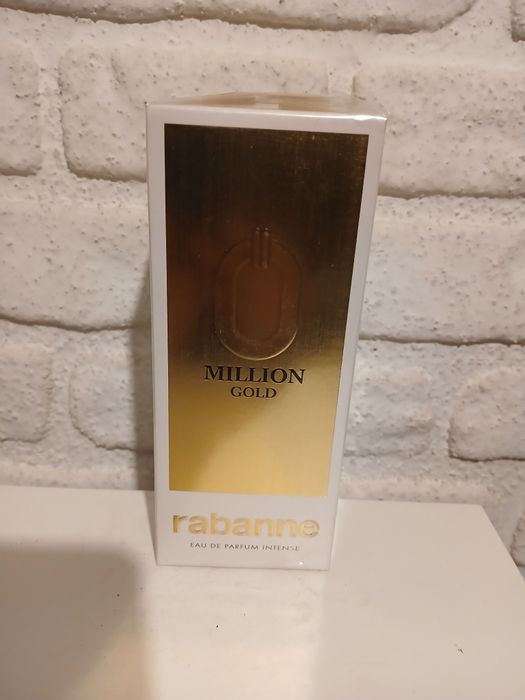 MILLION
GOLD
rabanne
EAU DE PARFUM INTENSE